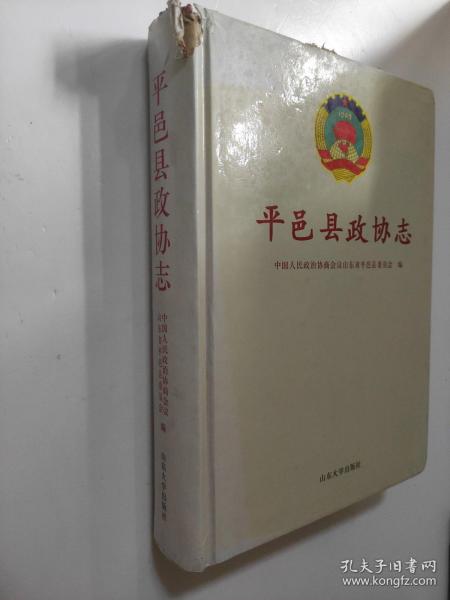 平邑县政协志
中国人民政治协商会议
山东省平邑县委员会
编
山东大学出版社
1949
平邑县政协志
中国人民政治协商会议山东省平邑县委员会 编
山东大学出版社
孔夫子旧书网
www.kongfz.com